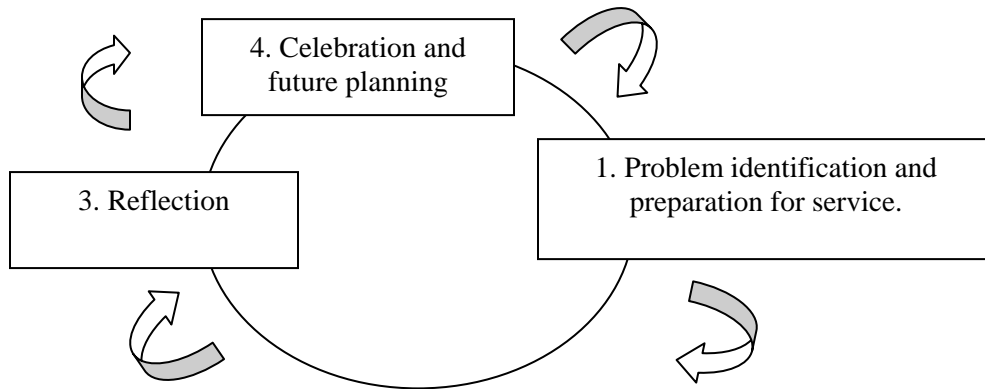 4. Celebration and
future planning
1. Problem identification and
preparation for service.
3. Reflection